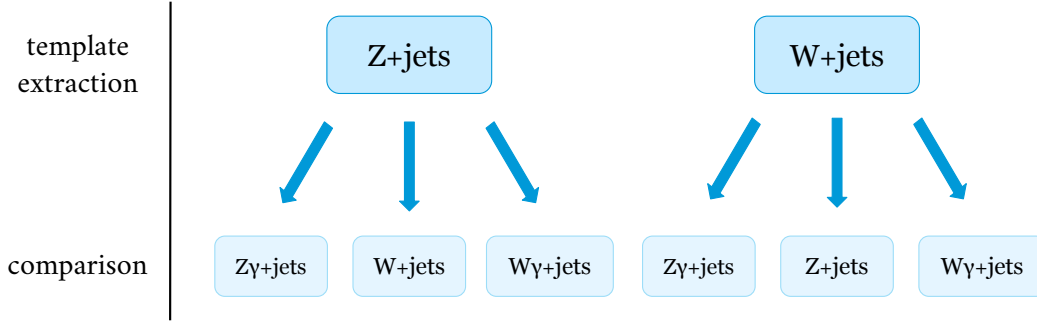 template
extraction
Z+jets
W+jets
comparison
Zγ+jets
W+jets
Wγ+jets
Zγ+jets
Z+jets
Wγ+jets